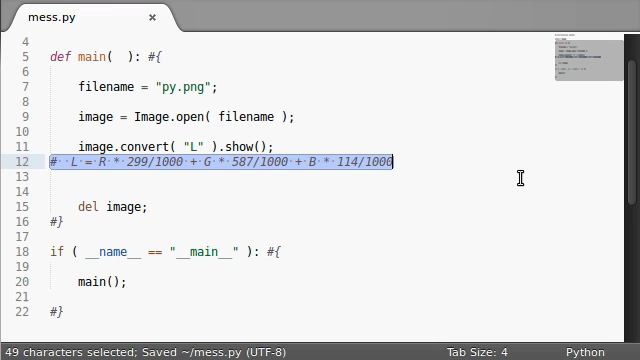 mess.py ×
4
5 def main(  ): #{
6
7 filename = "py.png";
8
9 image = Image.open( filename );
10
11 image.convert( "L" ).show();
12 #  L = R * 299/1000 + G * 587/1000 + B * 114/1000
13
14
15 del image;
16 #}
17
18 if ( __name__ == "__main__" ): #{
19
20 main();
21
22 #}
49 characters selected; Saved ~/mess.py (UTF-8) Tab Size: 4 Python